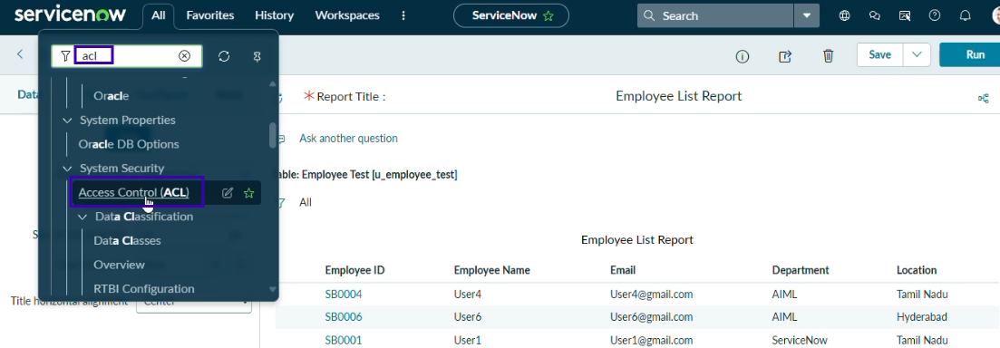 servicenow All Favorites History Workspaces ServiceNow Search
acl
Save Run
Data
Oracle
*Report Title : Employee List Report
System Properties
Oracle DB Options
Ask another question
System Security
able: Employee Test [u_employee_test]
Access Control (ACL)
All
Data Classification
Data Classes
Employee List Report
Overview
Employee ID Employee Name Email Department Location
RTBI Configuration
SB0004 User4 User4@gmail.com AIML Tamil Nadu
Title horizontal alignment Center
SB0006 User6 User6@gmail.com AIML Hyderabad
SB0001 User1 User1@gmail.com ServiceNow Tamil Nadu